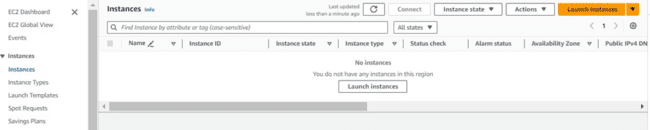 EC2 Dashboard
EC2 Global View
Events
Instances
Instances
Instance Types
Launch Templates
Spot Requests
Savings Plans
Instances Info
Last updated
less than a minute ago
Connect
Instance state
Actions
Launch instances
Find Instance by attribute or tag (case-sensitive)
All states
1
Name
Instance ID
Instance state
Instance type
Status check
Alarm status
Availability Zone
Public IPv4 DN
No instances
You do not have any instances in this region
Launch instances